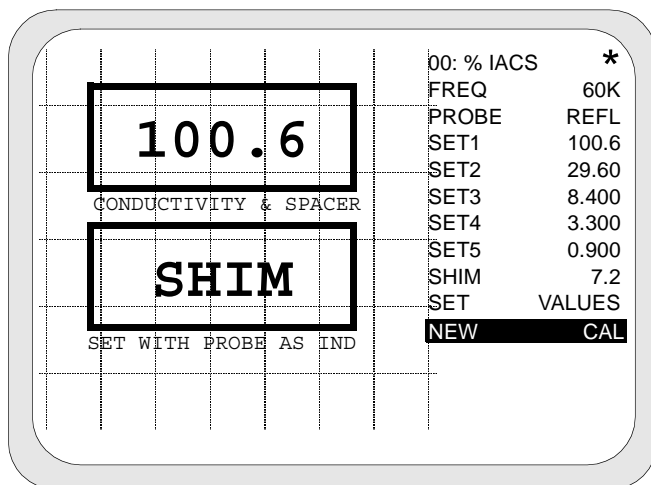 100.6
CONDUCTIVITY & SPACER
SHIM
SET WITH PROBE AS IND
00: % IACS *
FREQ 60K
PROBE REFL
SET1 100.6
SET2 29.60
SET3 8.400
SET4 3.300
SET5 0.900
SHIM 7.2
SET VALUES
NEW CAL